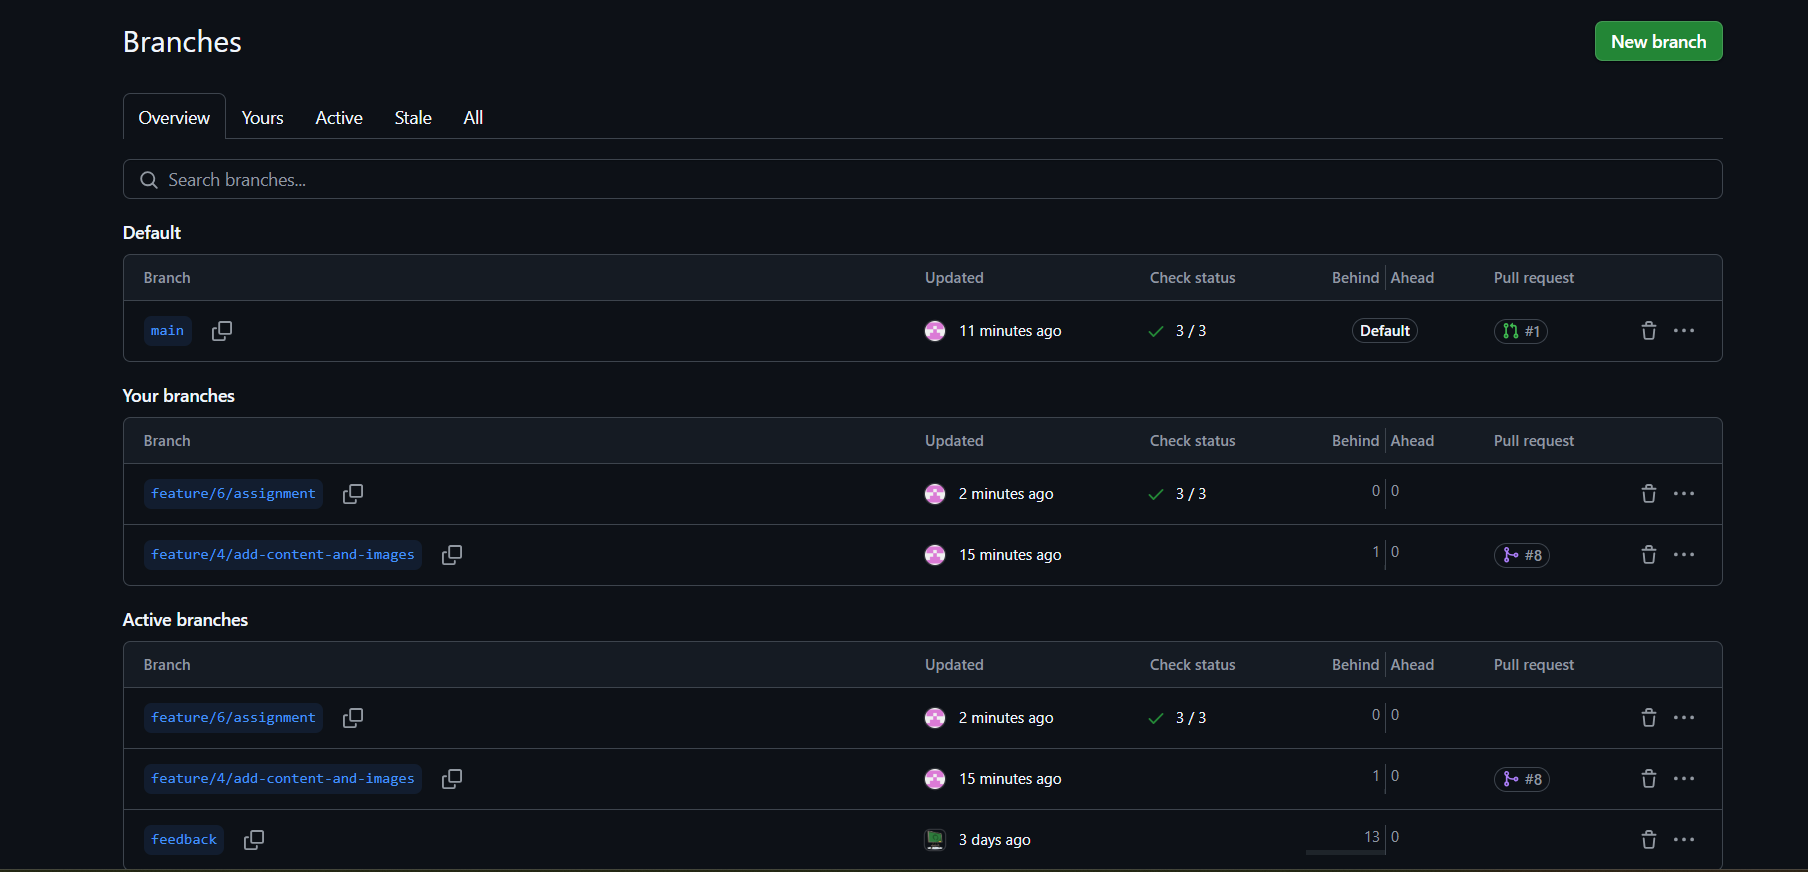 Branches
New branch
Overview Yours Active Stale All
Search branches...
Default
Branch Updated Check status Behind Ahead Pull request
main 11 minutes ago 3 / 3 Default #1
Your branches
Branch Updated Check status Behind Ahead Pull request
feature/6/assignment 2 minutes ago 3 / 3 0 0
feature/4/add-content-and-images 15 minutes ago 1 0 #8
Active branches
Branch Updated Check status Behind Ahead Pull request
feature/6/assignment 2 minutes ago 3 / 3 0 0
feature/4/add-content-and-images 15 minutes ago 1 0 #8
feedback 3 days ago 13 0